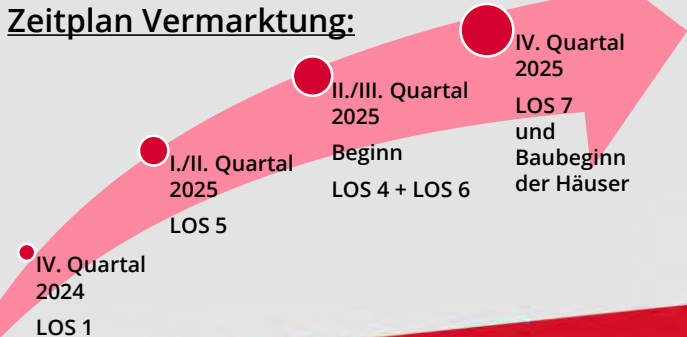 Zeitplan Vermarktung:
IV. Quartal
2024
LOS 1
I./II. Quartal
2025
LOS 5
II./III. Quartal
2025
Beginn
LOS 4 + LOS 6
IV. Quartal
2025
LOS 7
und
Baubeginn
der Häuser